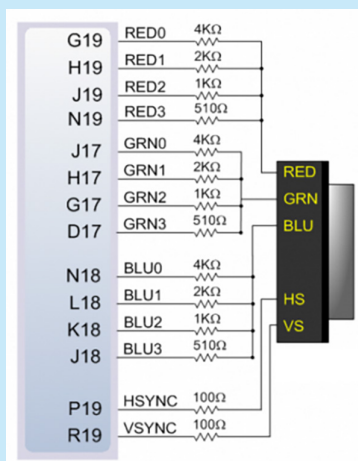 G19 RED0 4KΩ
H19 RED1 2KΩ
J19 RED2 1KΩ
N19 RED3 510Ω
J17 GRN0 4KΩ
H17 GRN1 2KΩ
G17 GRN2 1KΩ
D17 GRN3 510Ω
N18 BLU0 4KΩ
L18 BLU1 2KΩ
K18 BLU2 1KΩ
J18 BLU3 510Ω
P19 HSYNC 100Ω
R19 VSYNC 100Ω
RED
GRN
BLU
HS
VS